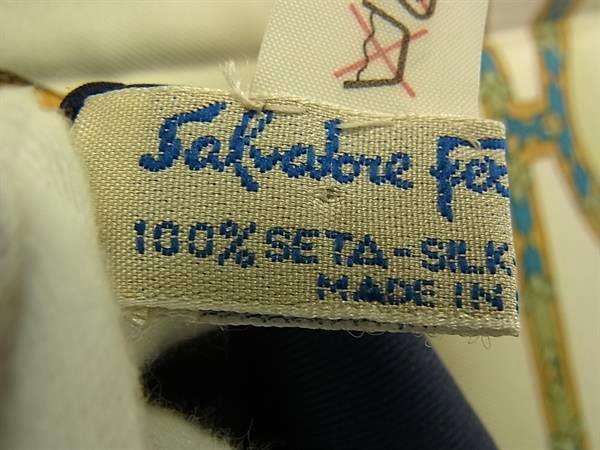 Salvatore Fe
100% SETA-SILK
MADE IN